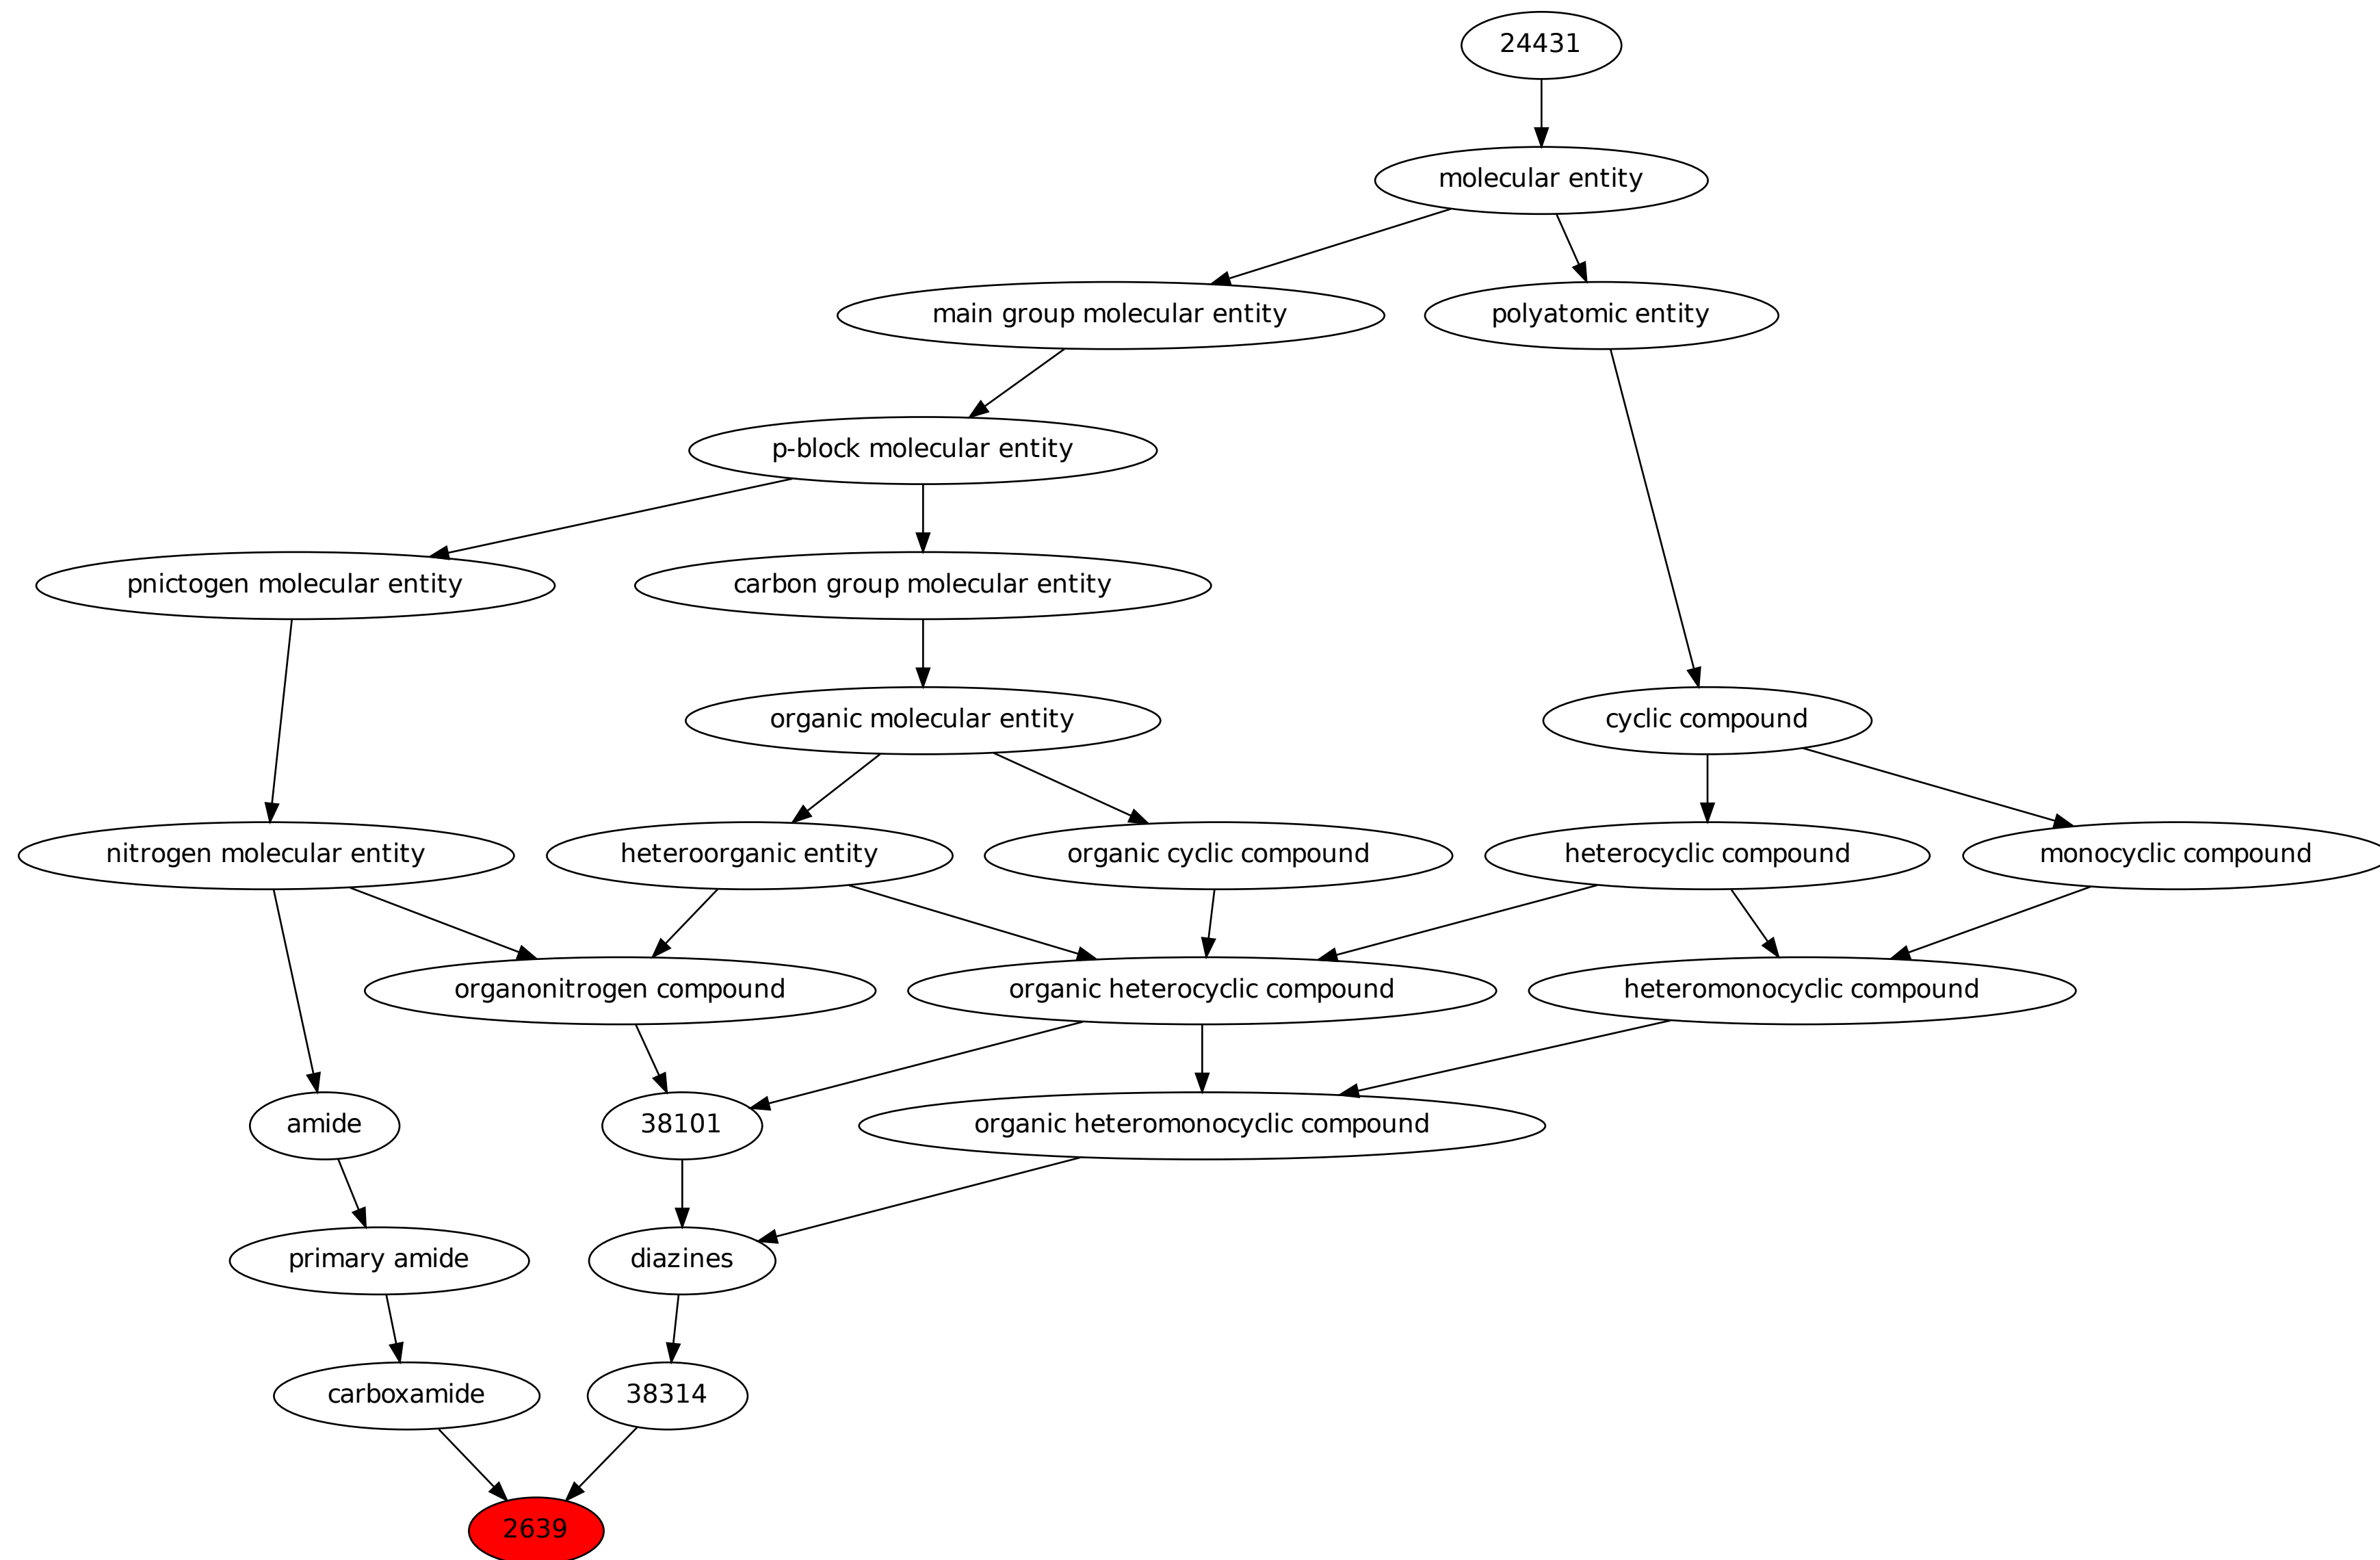 24431
molecular entity
main group molecular entity
polyatomic entity
p-block molecular entity
pnictogen molecular entity
carbon group molecular entity
organic molecular entity
cyclic compound
nitrogen molecular entity
heteroorganic entity
organic cyclic compound
heterocyclic compound
monocyclic compound
organonitrogen compound
organic heterocyclic compound
heteromonocyclic compound
amide
38101
organic heteromonocyclic compound
primary amide
diazines
carboxamide
38314
2639